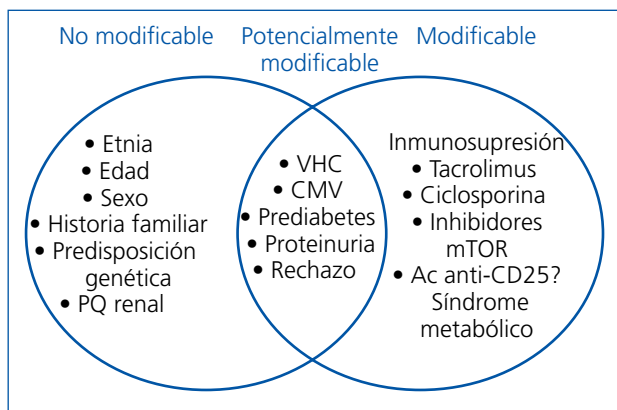 No modificable
Potencialmente
modificable
Modificable
• Etnia
• Edad
• Sexo
• Historia familiar
• Predisposición
genética
• PQ renal
• VHC
• CMV
• Prediabetes
• Proteinuria
• Rechazo
Inmunosupresión
• Tacrolimus
• Ciclosporina
• Inhibidores
mTOR
• Ac anti-CD25?
Síndrome
metabólico